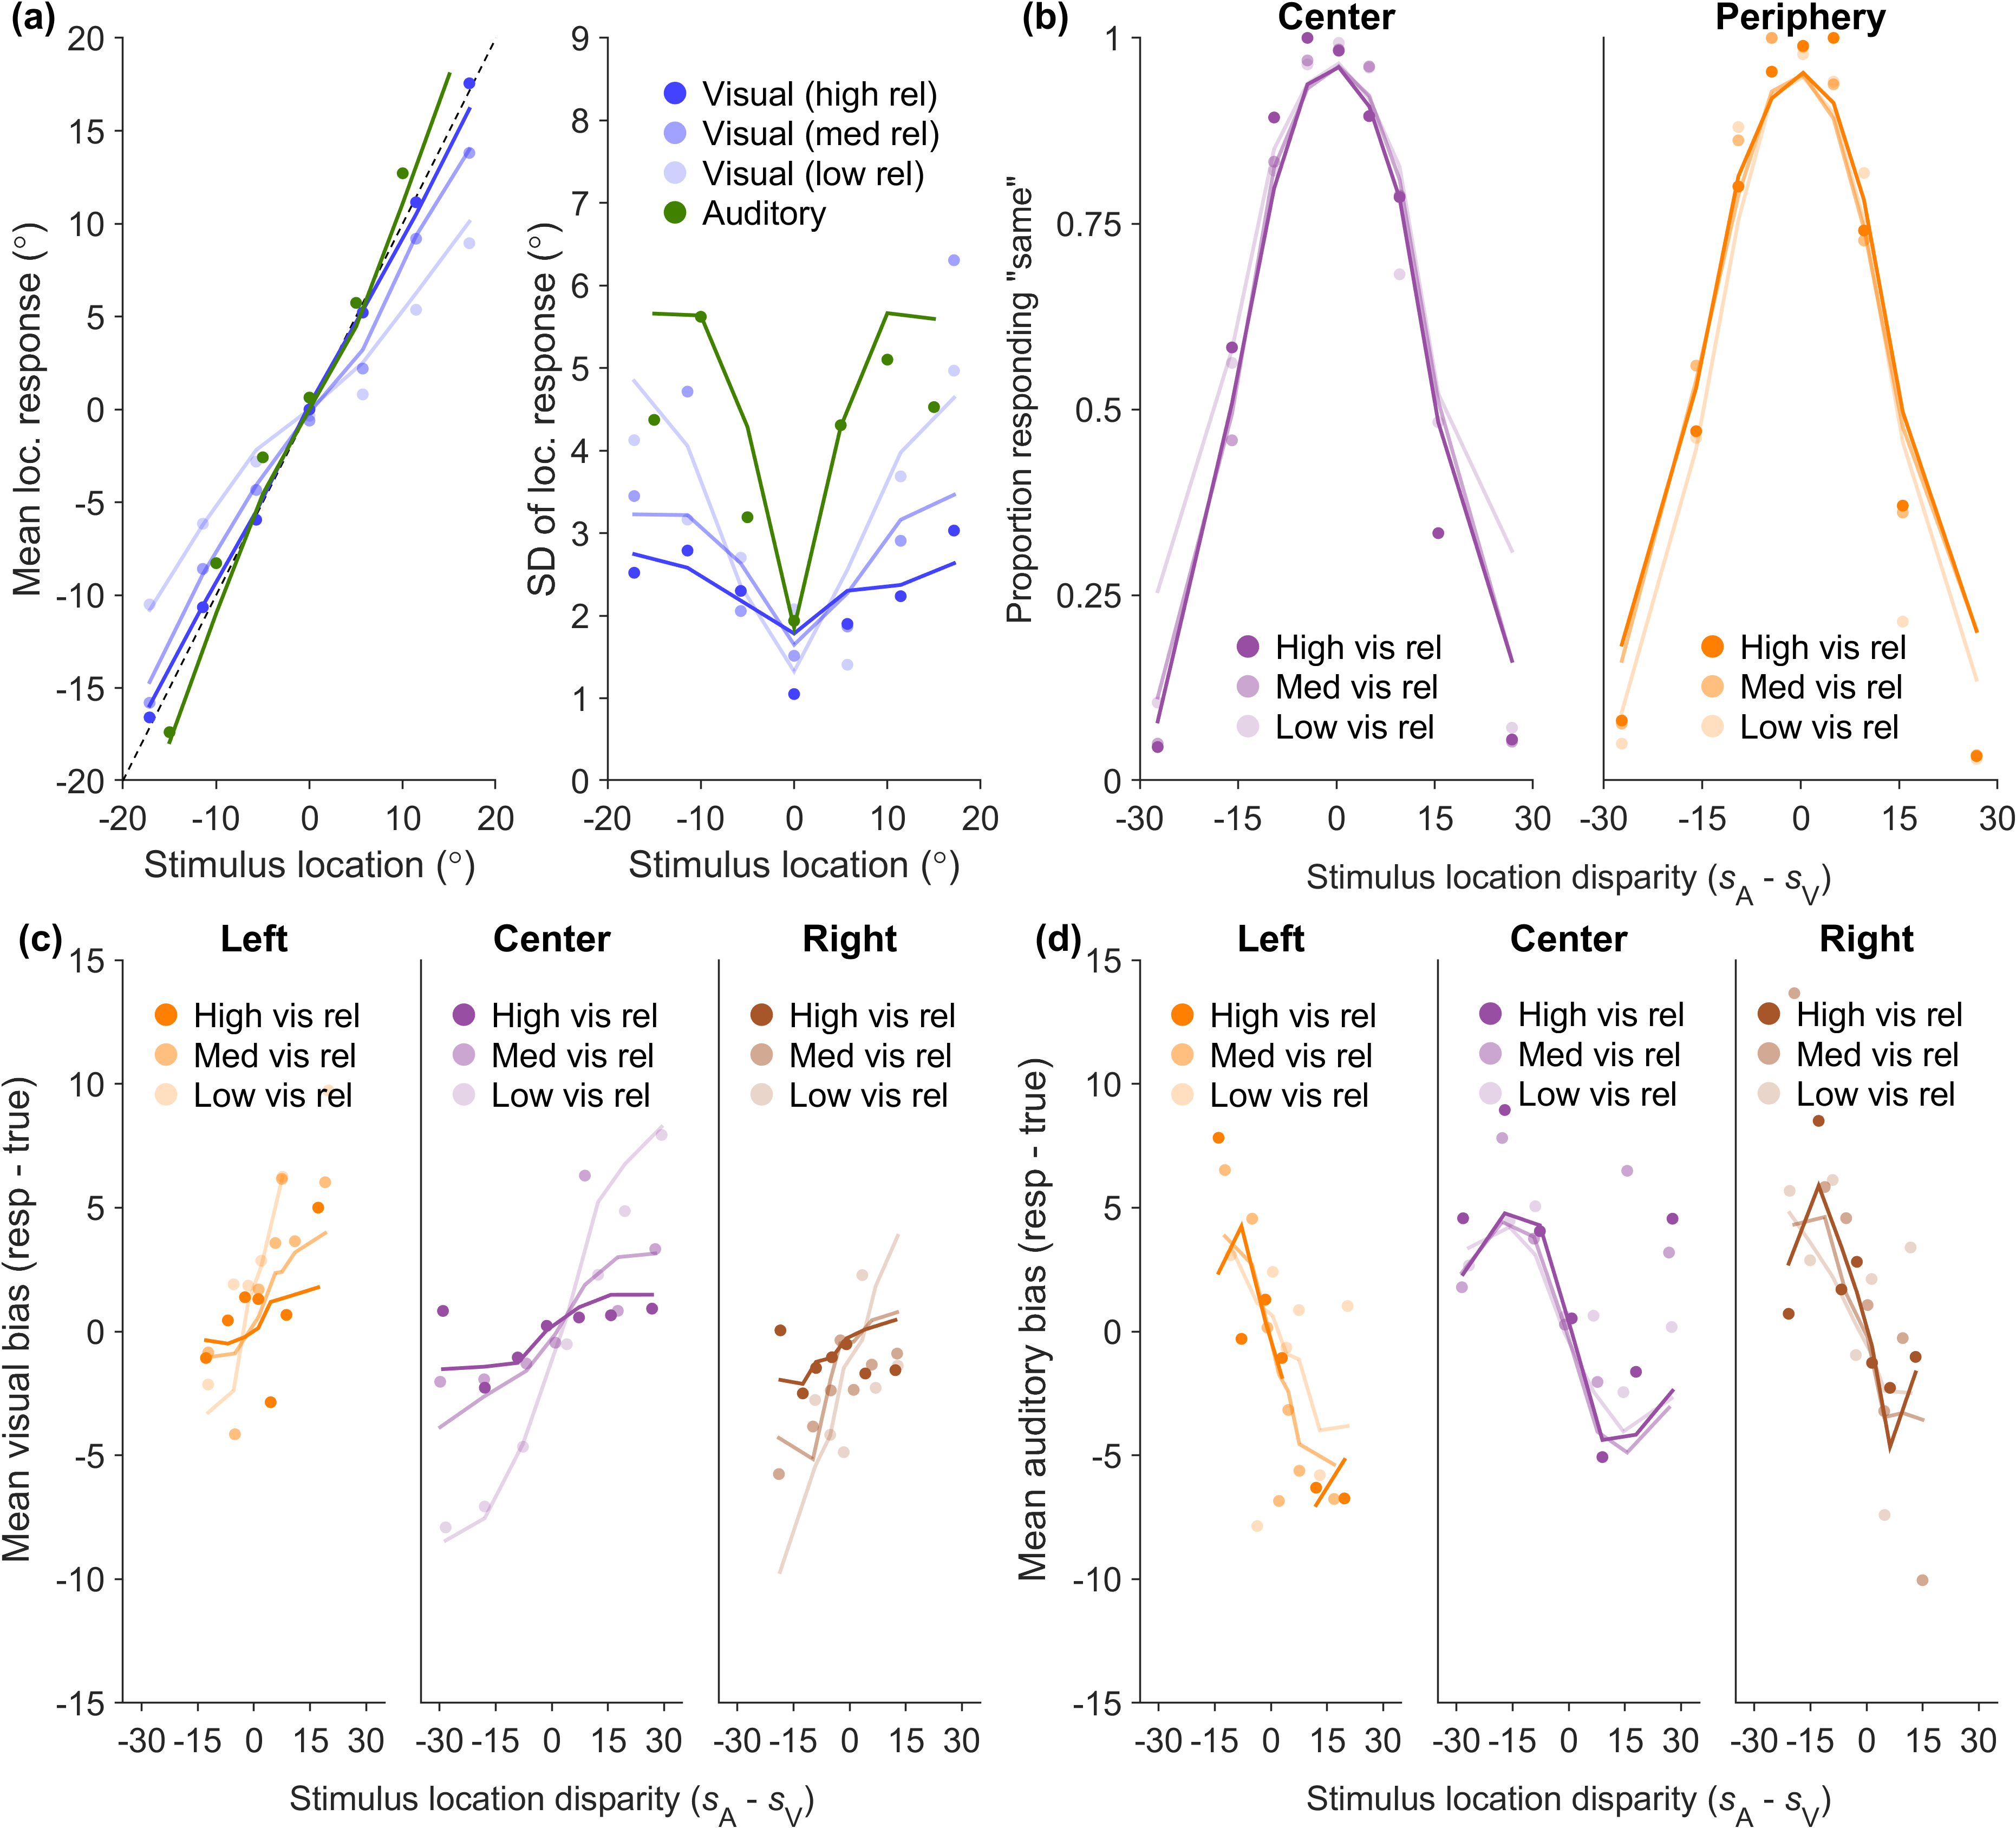 (a)
20
15
10
5
0
-5
-10
-15
-20
-20 -10 0 10 20
Mean loc. response (°)
Stimulus location (°)
9
8
7
6
5
4
3
2
1
0
-20 -10 0 10 20
SD of loc. response (°)
Stimulus location (°)
Visual (high rel)
Visual (med rel)
Visual (low rel)
Auditory
(b)
Center
Periphery
1
0.75
0.5
0.25
0
Proportion responding "same"
High vis rel
Med vis rel
Low vis rel
High vis rel
Med vis rel
Low vis rel
-30 -15 0 15 30
-30 -15 0 15 30
Stimulus location disparity (sA - sV)
(c)
Left
Center
Right
15
10
5
0
-5
-10
-15
Mean visual bias (resp - true)
High vis rel
Med vis rel
Low vis rel
High vis rel
Med vis rel
Low vis rel
High vis rel
Med vis rel
Low vis rel
-30 -15 0 15 30
-30 -15 0 15 30
-30 -15 0 15 30
Stimulus location disparity (sA - sV)
(d)
Left
Center
Right
15
10
5
0
-5
-10
-15
Mean auditory bias (resp - true)
High vis rel
Med vis rel
Low vis rel
High vis rel
Med vis rel
Low vis rel
High vis rel
Med vis rel
Low vis rel
-30 -15 0 15 30
-30 -15 0 15 30
-30 -15 0 15 30
Stimulus location disparity (sA - sV)